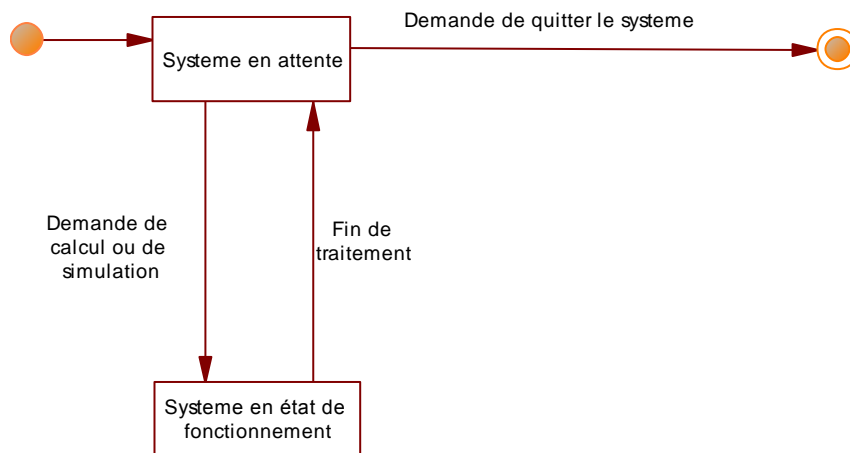 Demande de quitter le systeme
Systeme en attente
Demande de
calcul ou de
simulation
Fin de
traitement
Systeme en état de
fonctionnement